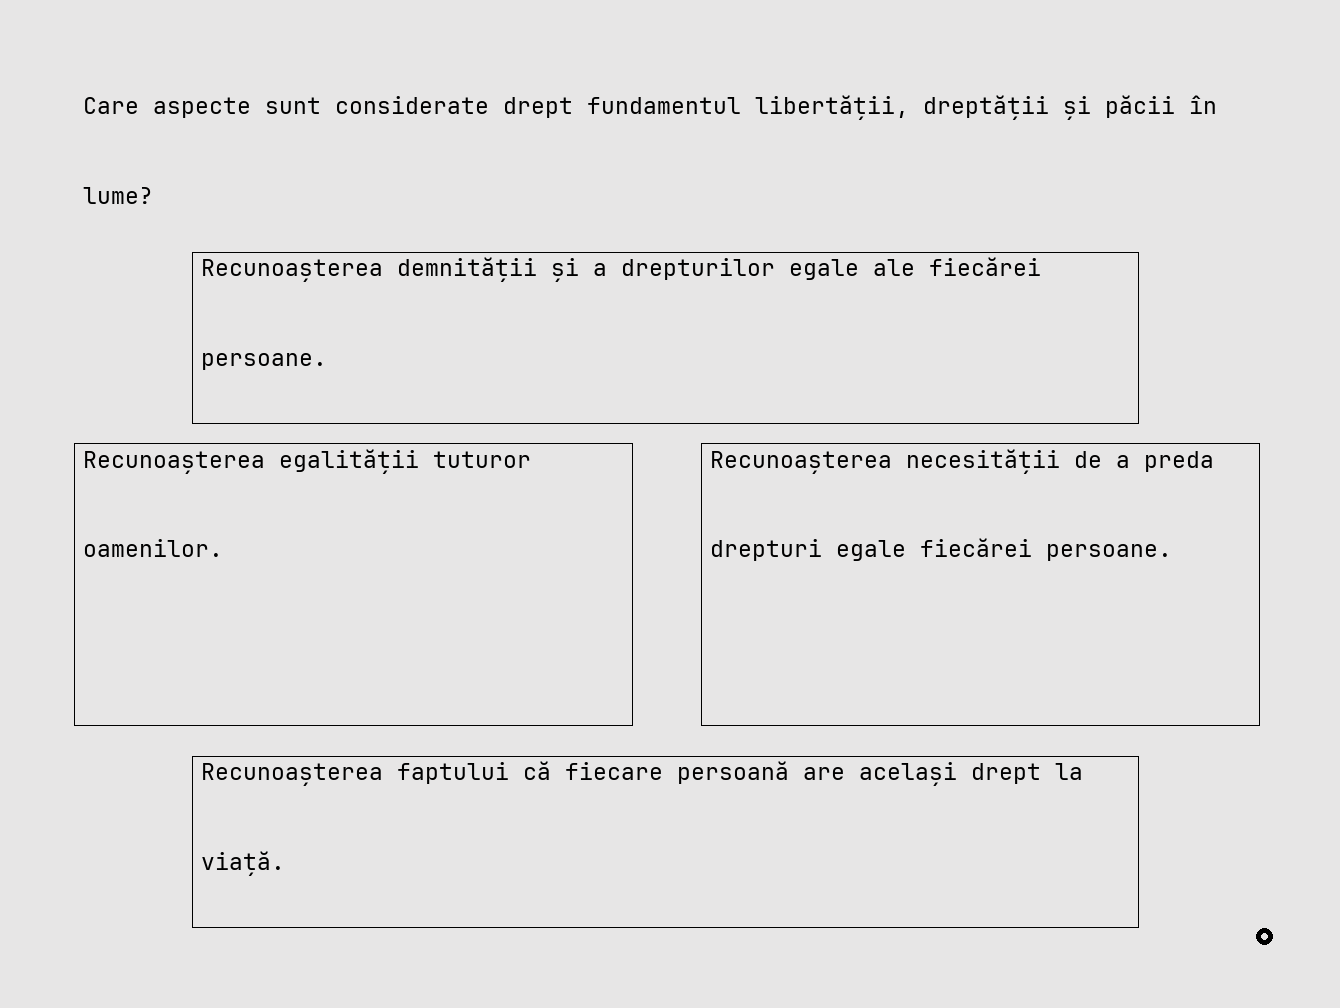 Care aspecte sunt considerate drept fundamentul libertății, dreptății și păcii în
lume?
Recunoașterea demnității și a drepturilor egale ale fiecărei
persoane.
Recunoașterea egalității tuturor
oamenilor.
Recunoașterea necesității de a preda
drepturi egale fiecărei persoane.
Recunoașterea faptului că fiecare persoană are același drept la
viață.